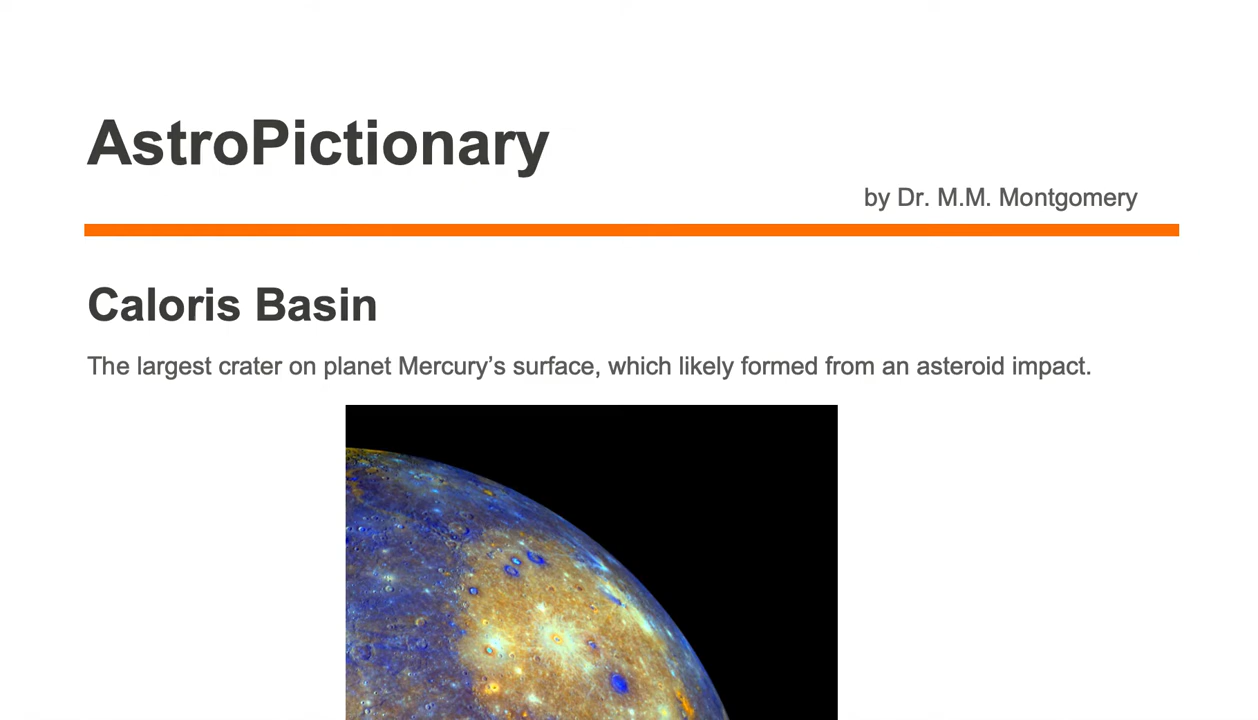 AstroPictionary
by Dr. M.M. Montgomery
Caloris Basin
The largest crater on planet Mercury’s surface, which likely formed from an asteroid impact.